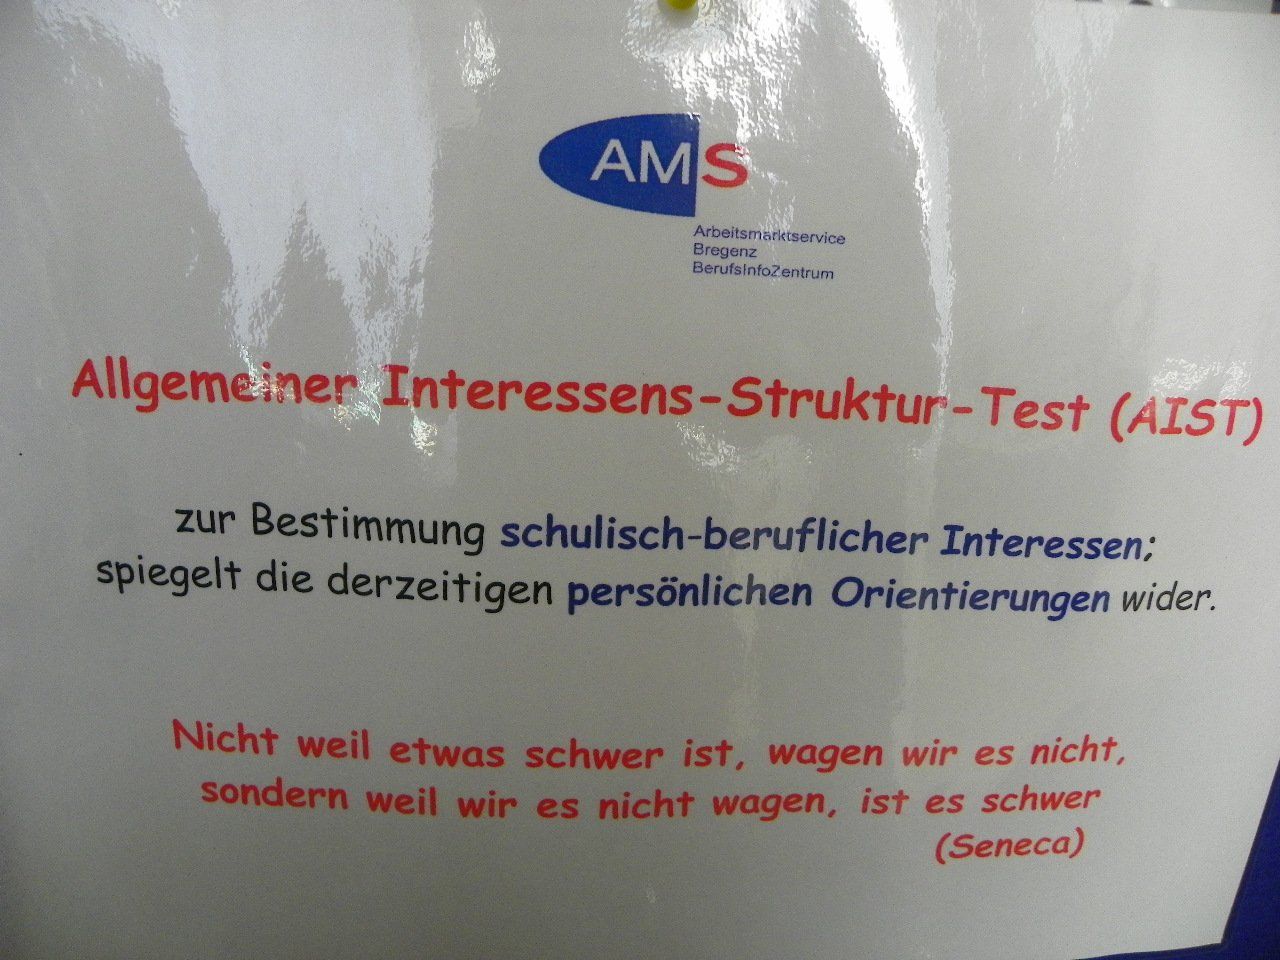 AMS
Arbeitsmarktservice
Bregenz
BerufsInfoZentrum
Allgemeiner Interessens-Struktur-Test (AIST)
zur Bestimmung schulisch-beruflicher Interessen;
spiegelt die derzeitigen persönlichen Orientierungen wider.
Nicht weil etwas schwer ist, wagen wir es nicht,
sondern weil wir es nicht wagen, ist es schwer
(Seneca)